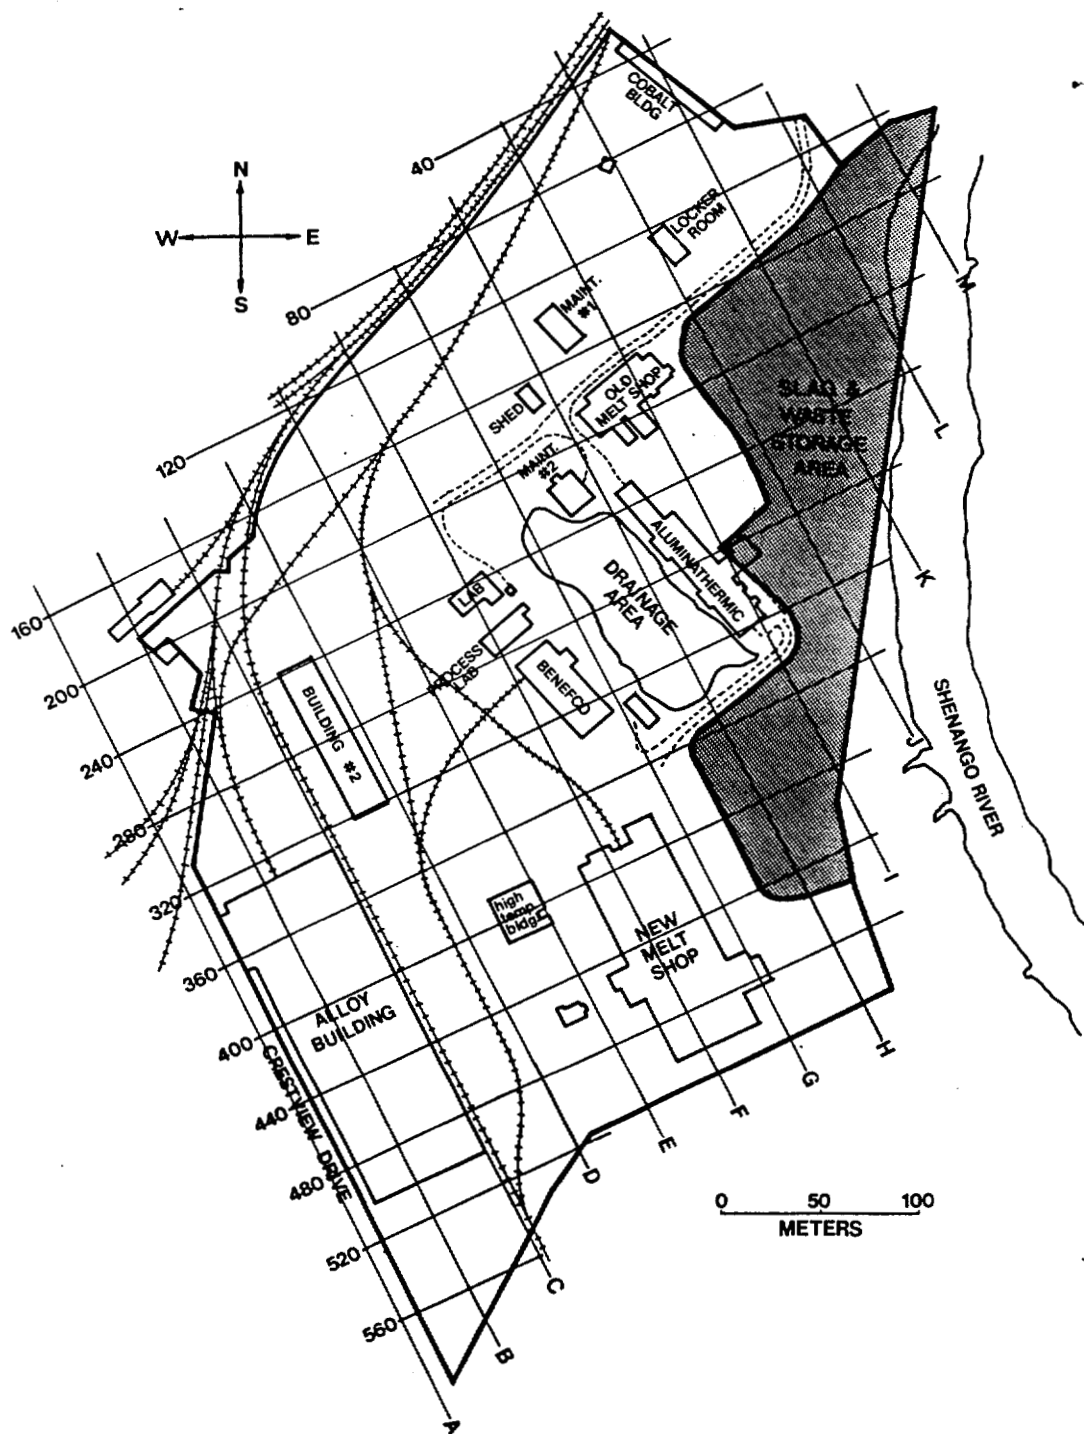 COBALT
BLDG
40
N
W E
S
LOCKER
ROOM
M
80
MAINT.
#1
OLD
MELT SHOP
SLAG &
WASTE
STORAGE
AREA
SHED
L
120
MAINT.
#2
ALUMINATHERMIC
K
DRAINAGE
AREA
LAB
160
PROCESS
LAB
BENEFCO
200
BUILDING #2
SHENANGO RIVER
J
240
280
I
320
high
temp
bldg.
NEW
MELT
SHOP
360
ALLOY
BUILDING
400
CRESTVIEW DRIVE
H
G
440
F
E
480
D
0 50 100
METERS
520
C
560
B
A